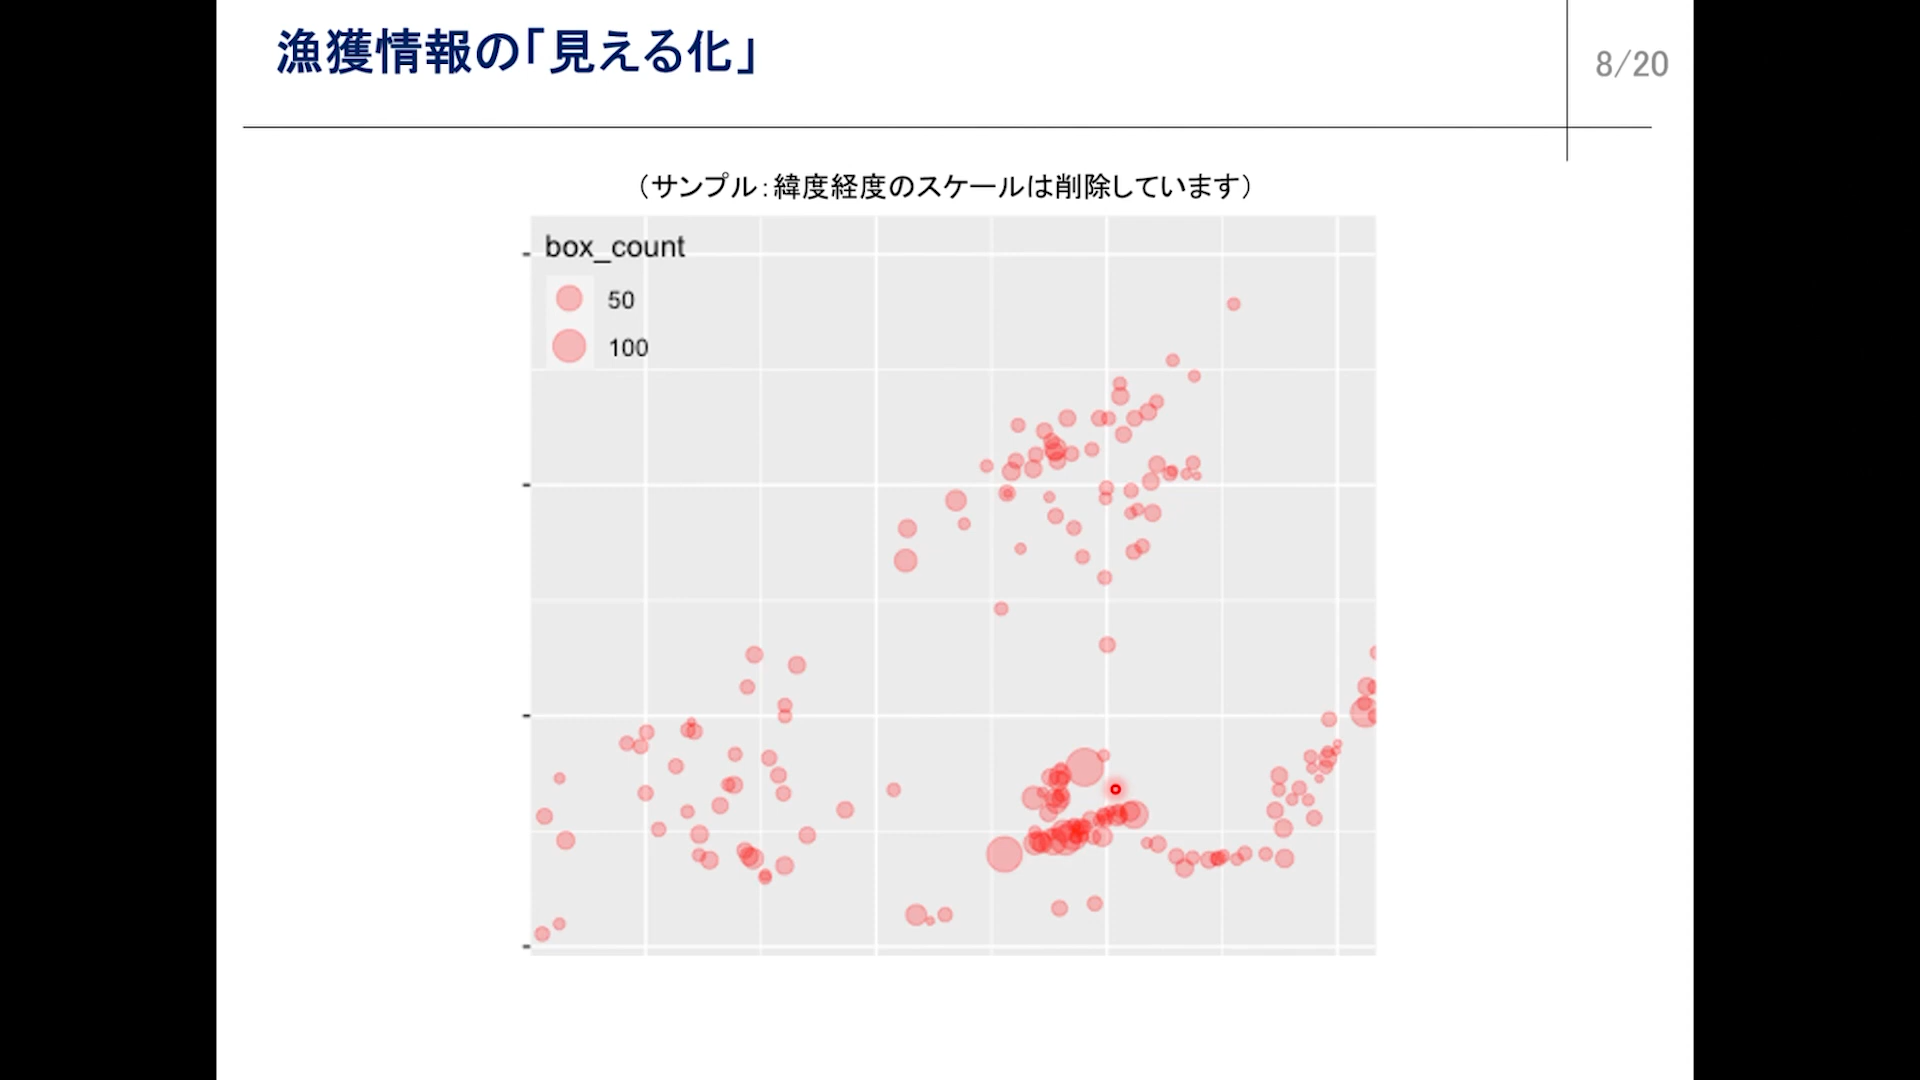 漁獲情報の「見える化」
8/20
（サンプル：緯度経度のスケールは削除しています）
box_count
50
100